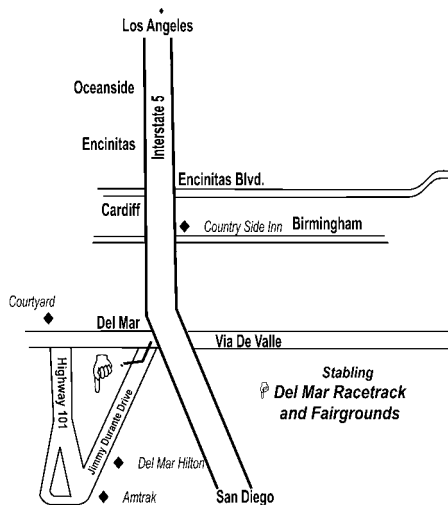 Los Angeles
Oceanside
Interstate 5
Encinitas
Encinitas Blvd.
Cardiff
Country Side Inn
Birmingham
Courtyard
Del Mar
Via De Valle
Highway 101
Jimmy Durante Drive
Stabling
Del Mar Racetrack
and Fairgrounds
Del Mar Hilton
Amtrak
San Diego